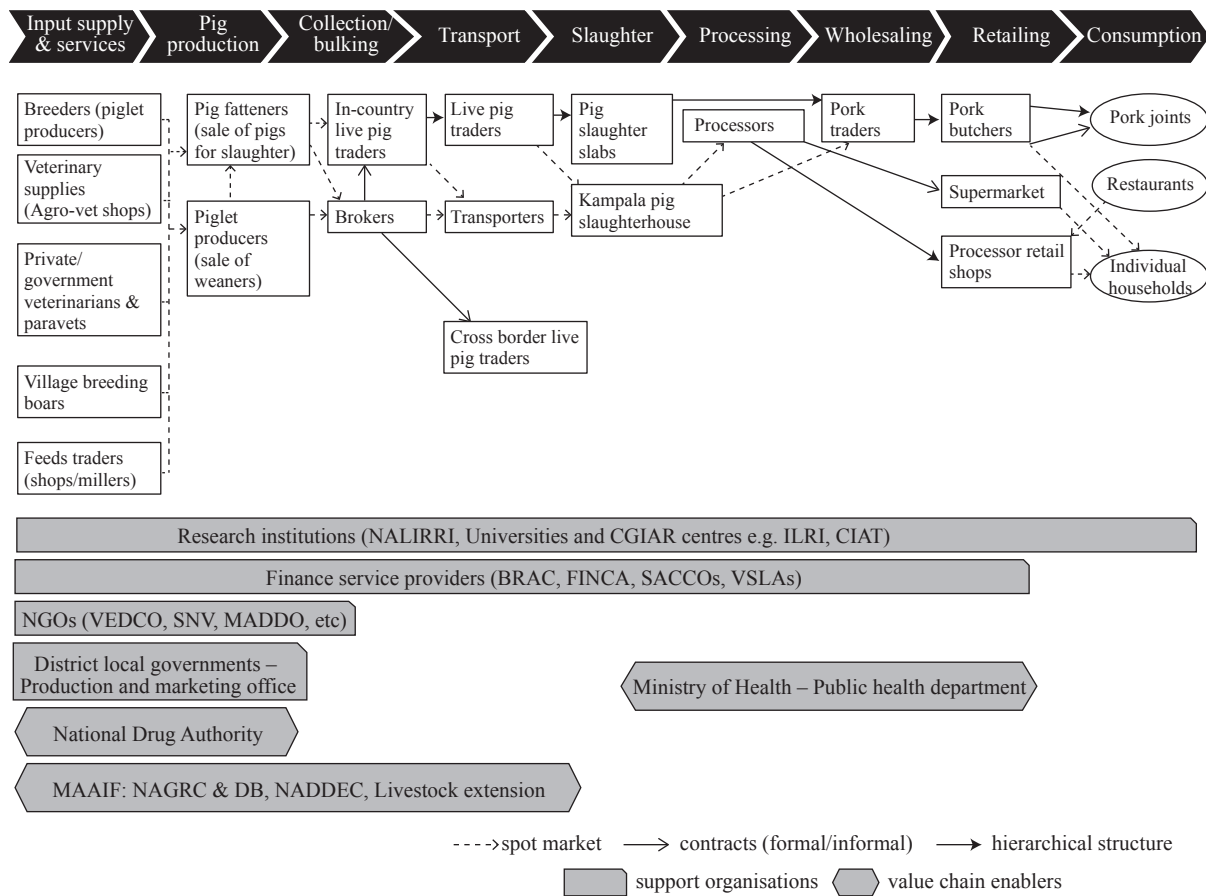 Input supply
& services
Pig
production
Collection/
bulking
Transport
Slaughter
Processing
Wholesaling
Retailing
Consumption
Breeders (piglet
producers)
Veterinary
supplies
(Agro-vet shops)
Private/
government
veterinarians &
paravets
Village breeding
boars
Feeds traders
(shops/millers)
Pig fatteners
(sale of pigs
for slaughter)
Piglet
producers
(sale of
weaners)
In-country
live pig
traders
Brokers
Live pig
traders
Transporters
Cross border live
pig traders
Pig
slaughter
slabs
Kampala pig
slaughterhouse
Processors
Pork
traders
Pork
butchers
Supermarket
Processor retail
shops
Pork joints
Restaurants
Individual
households
Research institutions (NALIRRI, Universities and CGIAR centres e.g. ILRI, CIAT)
Finance service providers (BRAC, FINCA, SACCOs, VSLAs)
NGOs (VEDCO, SNV, MADDO, etc)
District local governments –
Production and marketing office
Ministry of Health – Public health department
National Drug Authority
MAAIF: NAGRC & DB, NADDEC, Livestock extension
spot market
contracts (formal/informal)
hierarchical structure
support organisations
value chain enablers